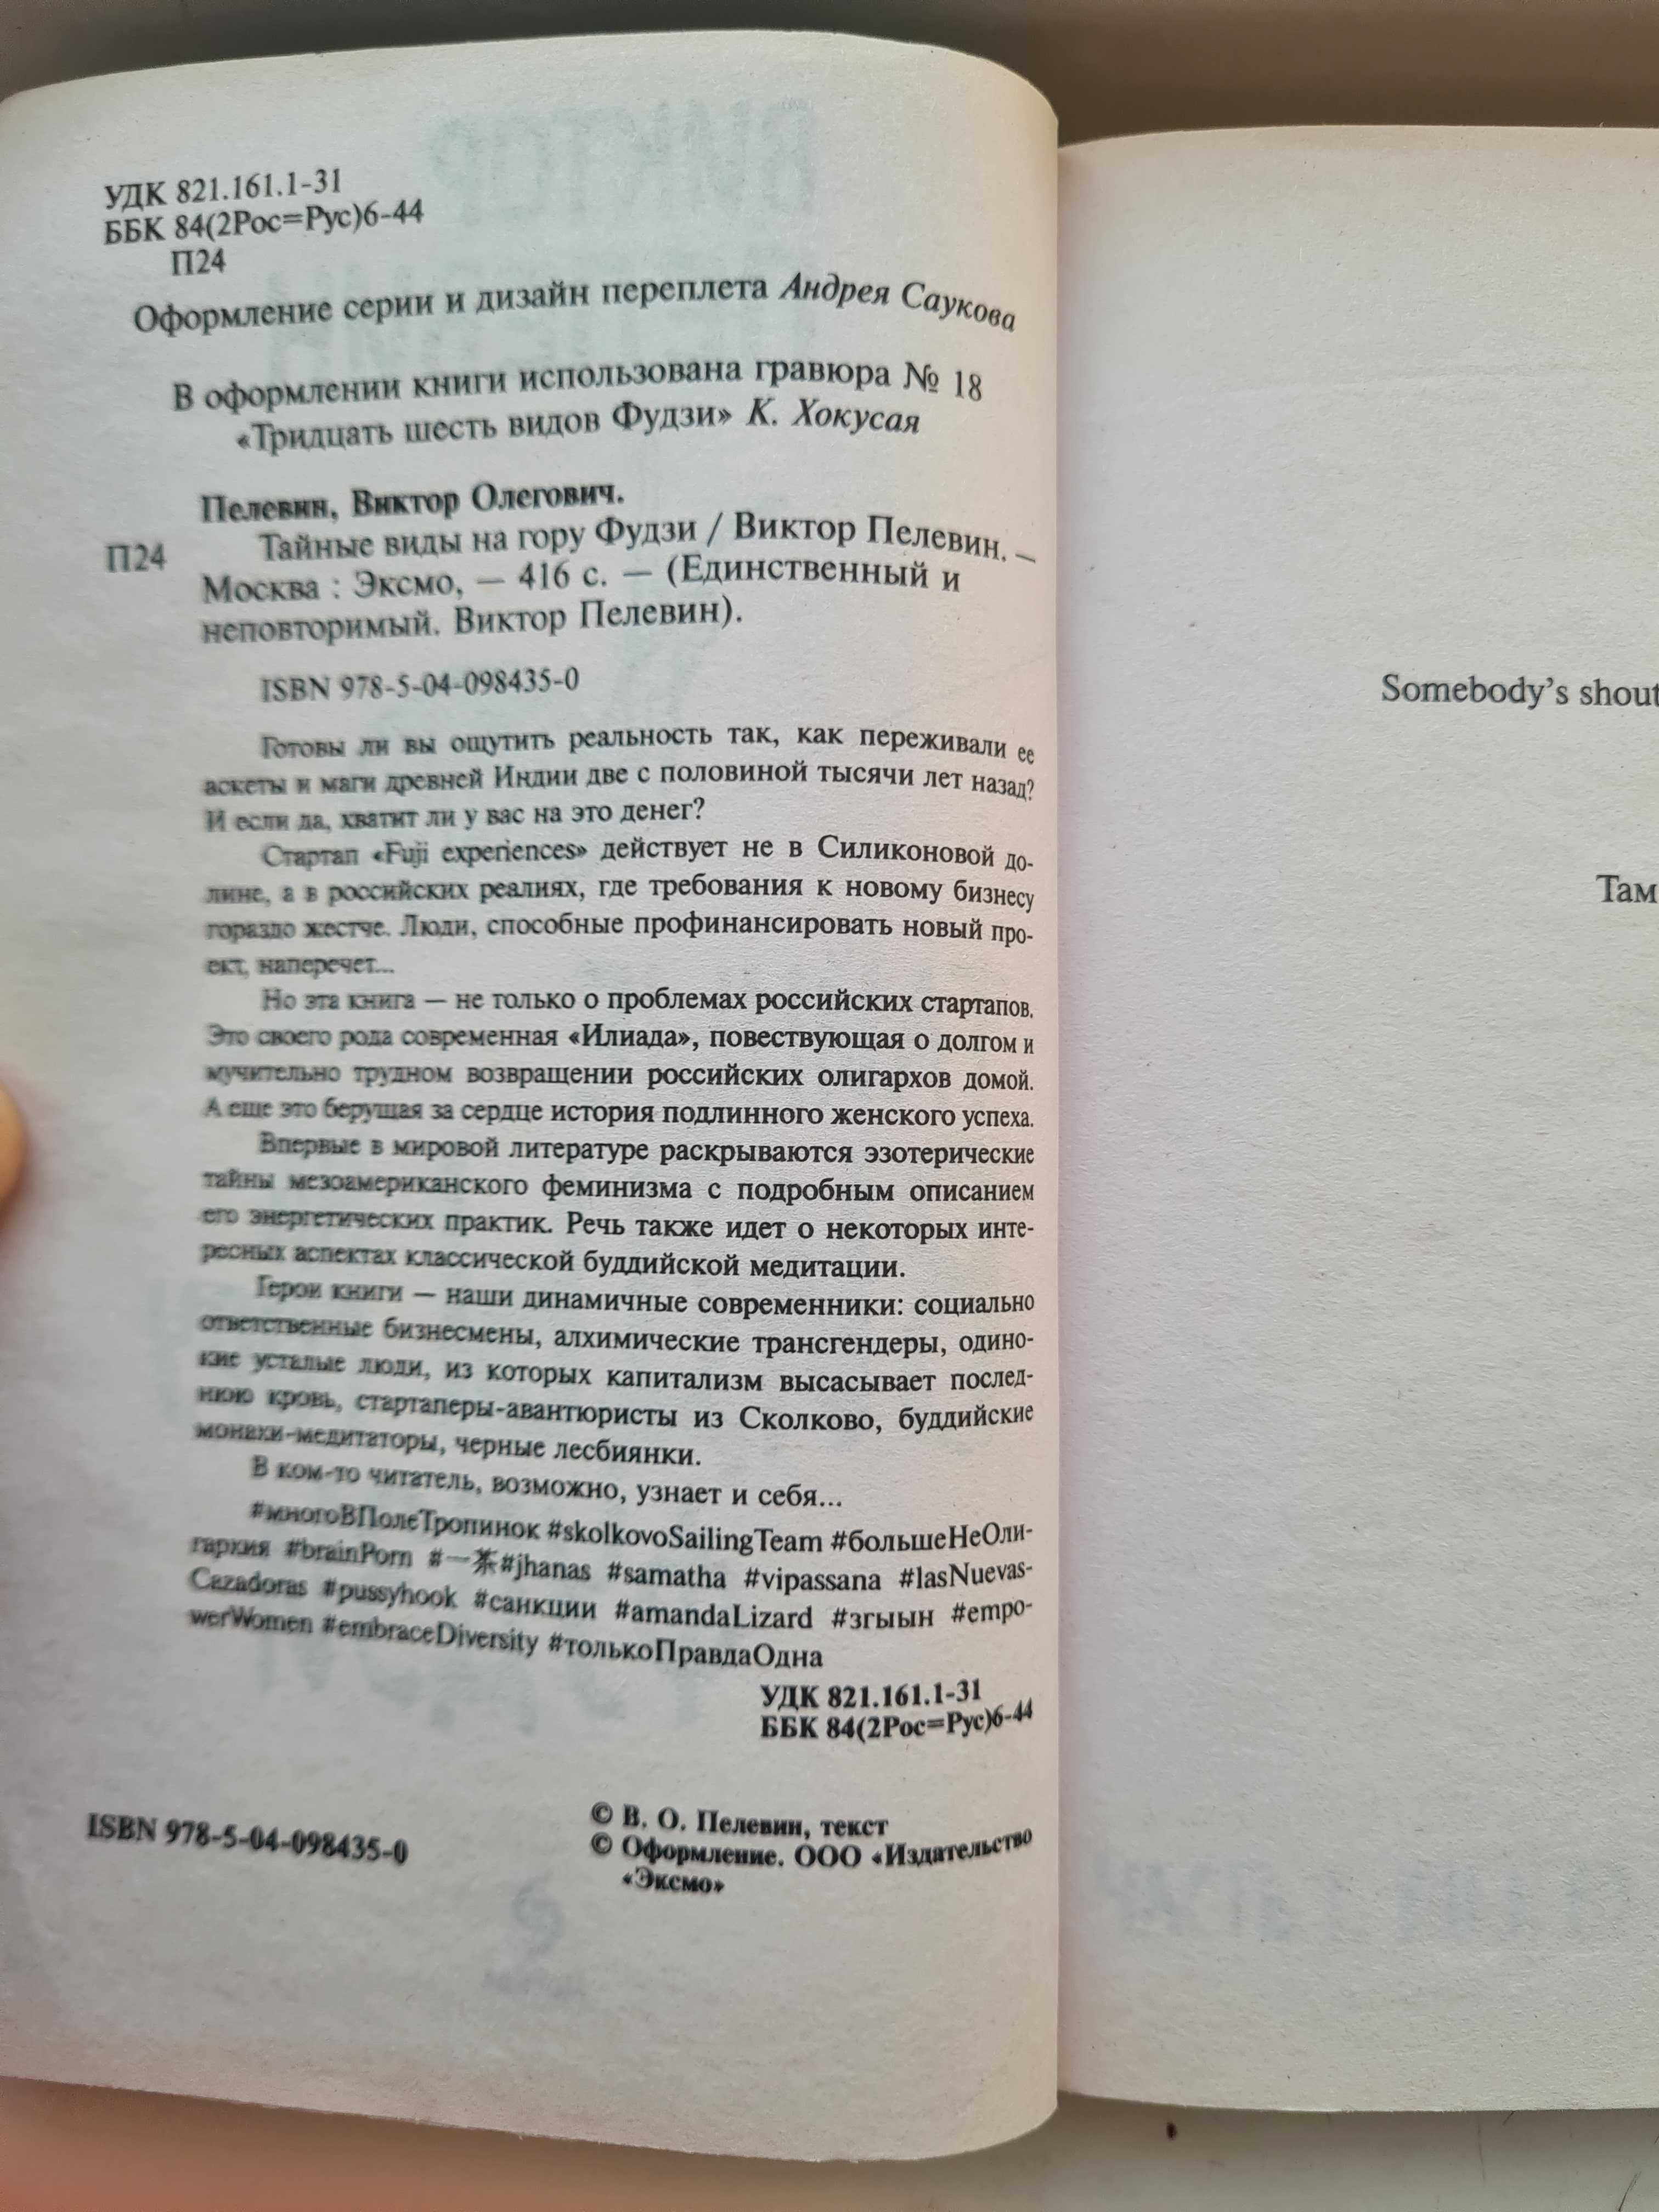 УДК 821.161.1-31
ББК 84(2Рос=Рус)6-44
П24
Оформление серии и дизайн переплета Андрея Саукова
В оформлении книги использована гравюра № 18
«Тридцать шесть видов Фудзи» К. Хокусая
Пелевин, Виктор Олегович.
П24 Тайные виды на гору Фудзи / Виктор Пелевин. —
Москва : Эксмо, — 416 с. — (Единственный и
неповторимый. Виктор Пелевин).
ISBN 978-5-04-098435-0
Готовы ли вы ощутить реальность так, как переживали ее
аскеты и маги древней Индии две с половиной тысячи лет назад?
И если да, хватит ли у вас на это денег?
Стартап «Fuji experiences» действует не в Силиконовой до-
лине, а в российских реалиях, где требования к новому бизнесу
гораздо жестче. Люди, способные профинансировать новый про-
ект, наперечет...
Но эта книга — не только о проблемах российских стартапов.
Это своего рода современная «Илиада», повествующая о долгом и
мучительно трудном возвращении российских олигархов домой.
А еще это берущая за сердце история подлинного женского успеха.
Впервые в мировой литературе раскрываются эзотерические
тайны мезоамериканского феминизма с подробным описанием
его энергетических практик. Речь также идет о некоторых инте-
ресных аспектах классической буддийской медитации.
Герои книги — наши динамичные современники: социально
ответственные бизнесмены, алхимические трансгендеры, одино-
кие усталые люди, из которых капитализм высасывает послед-
нюю кровь, стартаперы-авантюристы из Сколково, буддийские
монахи-медитаторы, черные лесбиянки.
В ком-то читатель, возможно, узнает и себя...
#многоВПолеТропинок #skolkovoSailingTeam #большеНеОли-
гархия #brainPorn #一茶#jhanas #samatha #vipassana #lasNuevas-
Cazadoras #pussyhook #санкции #amandaLizard #згыын #empo-
werWomen #embraceDiversity #толькоПравдаОдна
УДК 821.161.1-31
ББК 84(2Рос=Рус)6-44
ISBN 978-5-04-098435-0
© В. О. Пелевин, текст
© Оформление. ООО «Издательство
«Эксмо»
Somebody's shout
Там